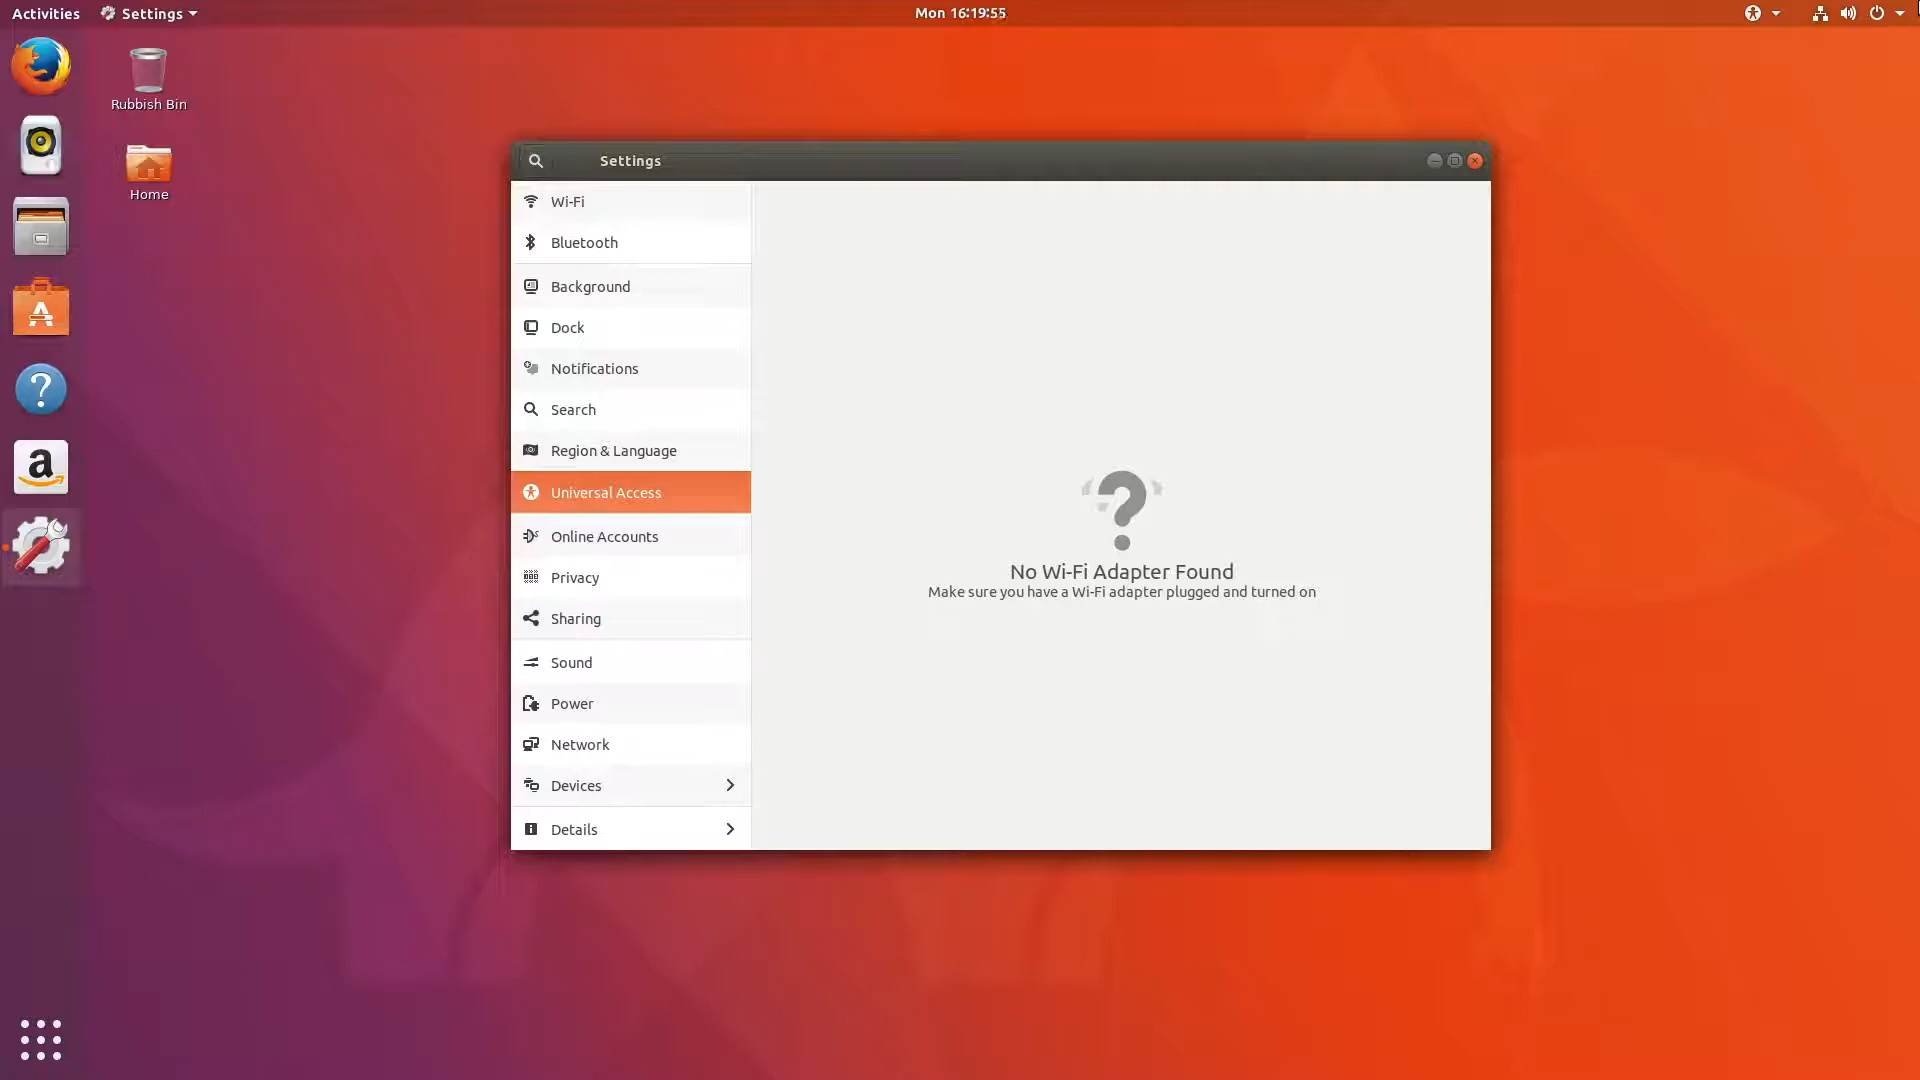 Activities
Settings
Mon 16:19:55
Rubbish Bin
Home
Settings
Wi-Fi
Bluetooth
Background
Dock
Notifications
Search
Region & Language
Universal Access
Online Accounts
Privacy
Sharing
Sound
Power
Network
Devices
Details
No Wi-Fi Adapter Found
Make sure you have a Wi-Fi adapter plugged and turned on